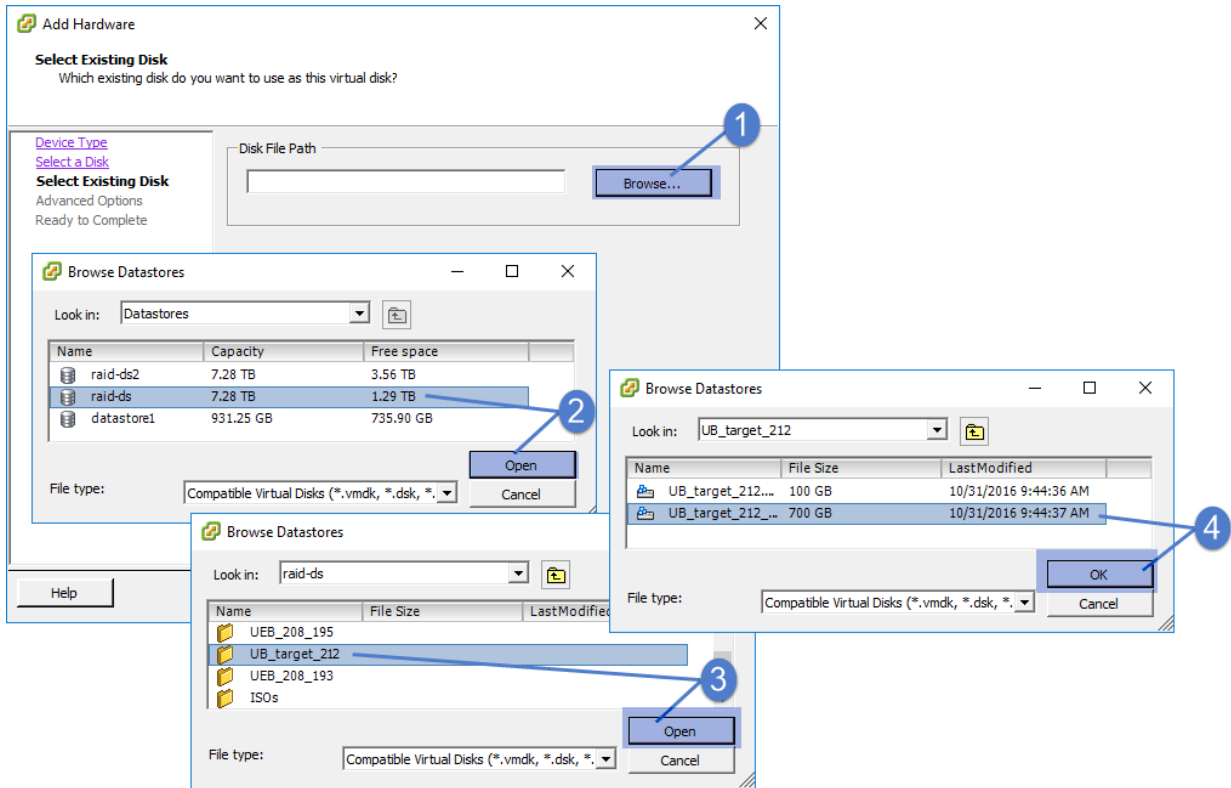 Add Hardware
Select Existing Disk
Which existing disk do you want to use as this virtual disk?
Device Type
Select a Disk
Select Existing Disk
Advanced Options
Ready to Complete
Disk File Path
Browse...
1
Browse Datastores
Look in: Datastores
Name Capacity Free space
raid-ds2 7.28 TB 3.56 TB
raid-ds 7.28 TB 1.29 TB
datastore1 931.25 GB 735.90 GB
2
Open
File type: Compatible Virtual Disks (*.vmdk, *.dsk, *.
Cancel
Help
Browse Datastores
Look in: raid-ds
Name File Size LastModified
UEB_208_195
UB_target_212
UEB_208_193
ISOs
3
Open
File type: Compatible Virtual Disks (*.vmdk, *.dsk, *.
Cancel
Browse Datastores
Look in: UB_target_212
Name File Size LastModified
UB_target_212.... 100 GB 10/31/2016 9:44:36 AM
UB_target_212_... 700 GB 10/31/2016 9:44:37 AM
4
OK
File type: Compatible Virtual Disks (*.vmdk, *.dsk, *.
Cancel